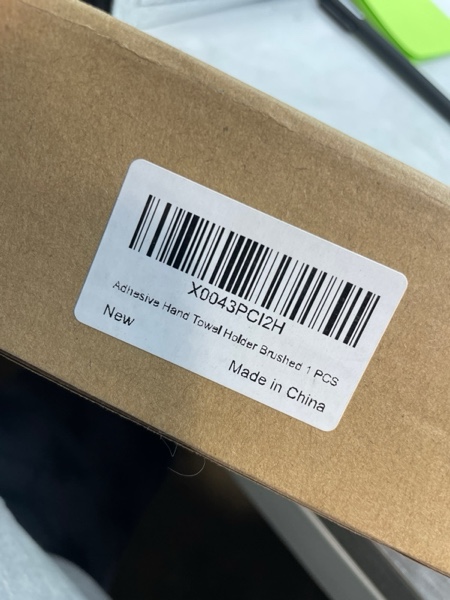 X0043PCI2H
Adhesive Hand Towel Holder Brushed 1 PCS
New
Made in China